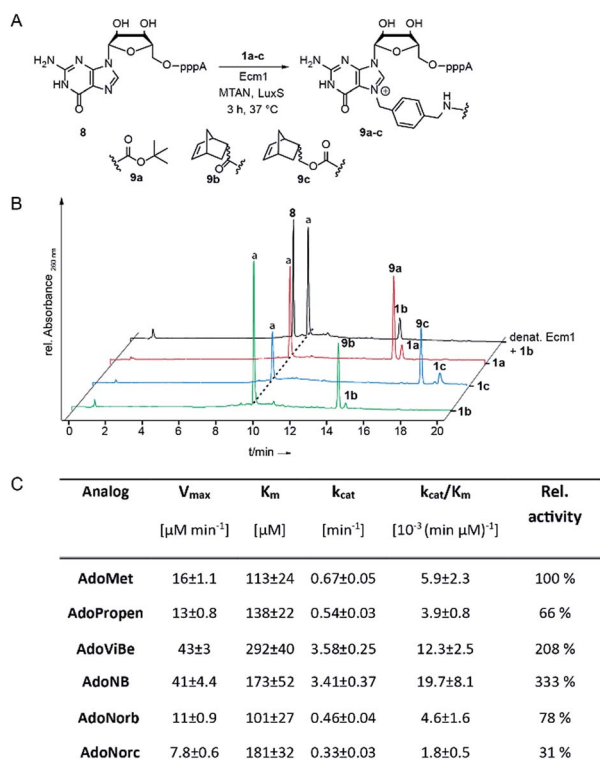 A
OH OH
OH OH
H₂N
N
N
O
O
pppA
HN
N
O
8
1a-c
Ecm1
MTAN, LuxS
3 h, 37 °C
H₂N
N
N
O
O
pppA
HN
N
⊕
O
H
N
9a-c
O
O
9a
O
9b
O
O
9c
B
rel. Absorbance 260 nm
8
a
a
a
a
9a
1b
9c
1a
9b
1c
1b
denat. Ecm1
+ 1b
1a
1c
1b
0 2 4 6 8 10 12 14 16 18 20
t/min →
C
Analog Vmax Km kcat kcat/Km Rel. activity
[µM min⁻¹] [µM] [min⁻¹] [10⁻³ (min µM)⁻¹]
AdoMet 16±1.1 113±24 0.67±0.05 5.9±2.3 100 %
AdoPropen 13±0.8 138±22 0.54±0.03 3.9±0.8 66 %
AdoViBe 43±3 292±40 3.58±0.25 12.3±2.5 208 %
AdoNB 41±4.4 173±52 3.41±0.37 19.7±8.1 333 %
AdoNorb 11±0.9 101±27 0.46±0.04 4.6±1.6 78 %
AdoNorc 7.8±0.6 181±32 0.33±0.03 1.8±0.5 31 %